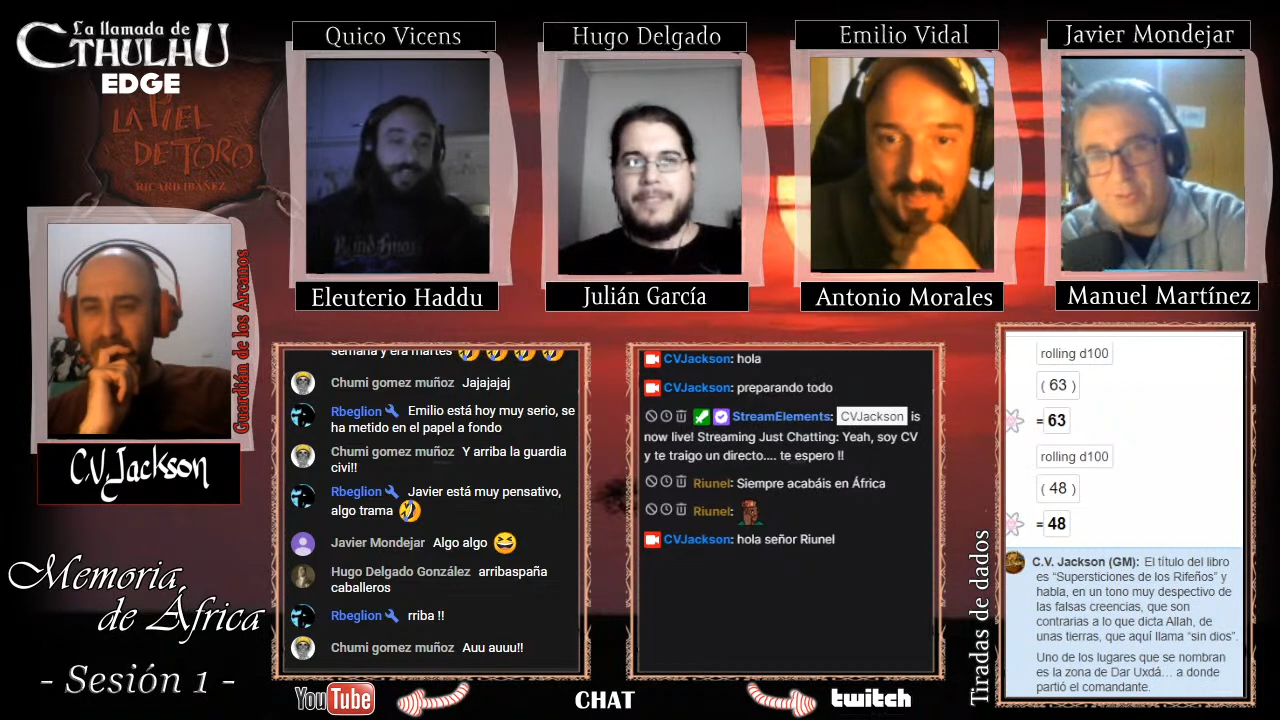 La llamada de
CTHULHU
EDGE
LA PIEL
DE TORO
RICARD IBÁÑEZ
Quico Vicens
Hugo Delgado
Emilio Vidal
Javier Mondejar
Eleuterio Haddu
Julián García
Antonio Morales
Manuel Martínez
Guardián de los Arcanos
C.V. Jackson
Memoria
de África
- Sesión 1 -
semana y era martes 🤣 🤣 🤣 🤣
Chumi gomez muñoz Jajajajaj
Rbeglion Emilio está hoy muy serio, se
ha metido en el papel a fondo
Chumi gomez muñoz Y arriba la guardia
civi!!
Rbeglion Javier está muy pensativo,
algo trama 🤣
Javier Mondejar Algo algo 😆
Hugo Delgado González arribaspaña
caballeros
Rbeglion rriba !!
Chumi gomez muñoz Auu auuu!!
CVJackson: hola
CVJackson: preparando todo
StreamElements: CVJackson is
now live! Streaming Just Chatting: Yeah, soy CV
y te traigo un directo.... te espero !!
Riunel: Siempre acabáis en África
Riunel:
CVJackson: hola señor Riunel
Tiradas de dados
rolling d100
( 63 )
= 63
rolling d100
( 48 )
= 48
C.V. Jackson (GM): El título del libro
es “Supersticiones de los Rifeños” y
habla, en un tono muy despectivo de
las falsas creencias, que son
contrarias a lo que dicta Allah, de
unas tierras, que aquí llama “sin dios”.
Uno de los lugares que se nombran
es la zona de Dar Uxdá… a donde
partió el comandante.
YouTube
CHAT
twitch